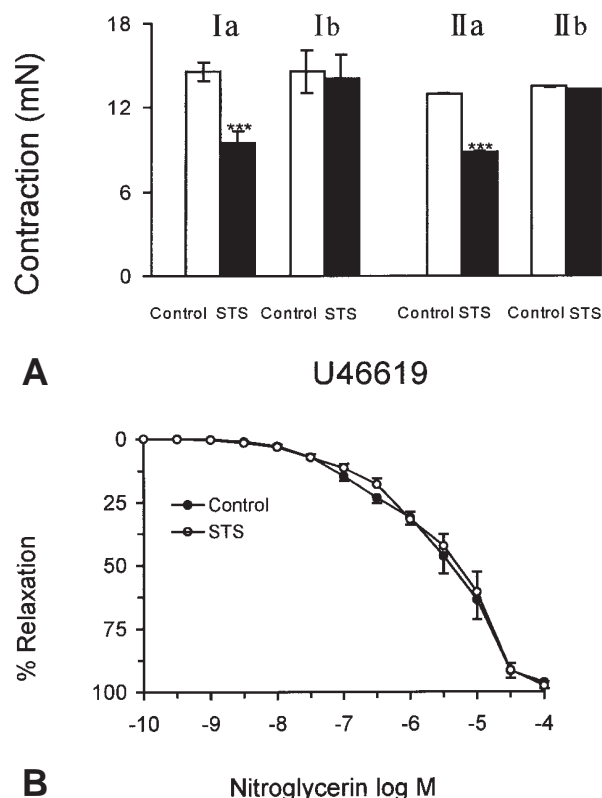 18
12
6
0
Contraction (mN)
Ia Ib IIa IIb
***
***
Control STS Control STS Control STS Control STS
A
U46619
0
25
50
75
100
% Relaxation
Control
STS
-10 -9 -8 -7 -6 -5 -4
B
Nitroglycerin log M